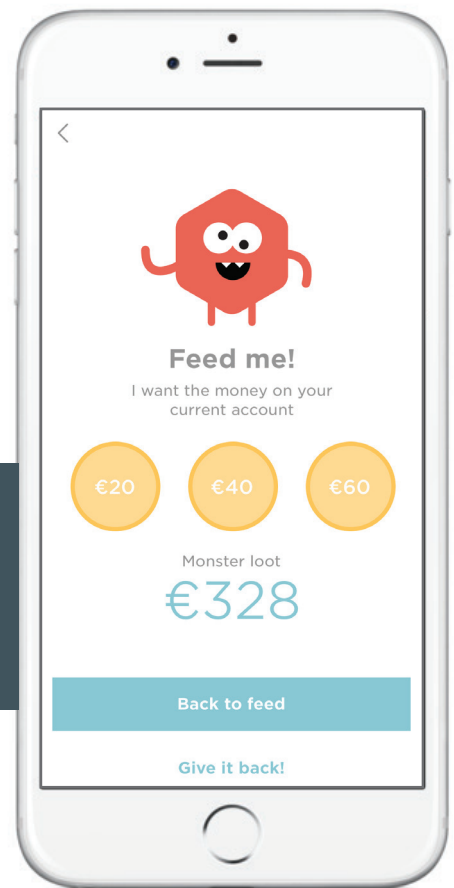 Feed me!
I want the money on your
current account
€20 €40 €60
Monster loot
€328
Back to feed
Give it back!